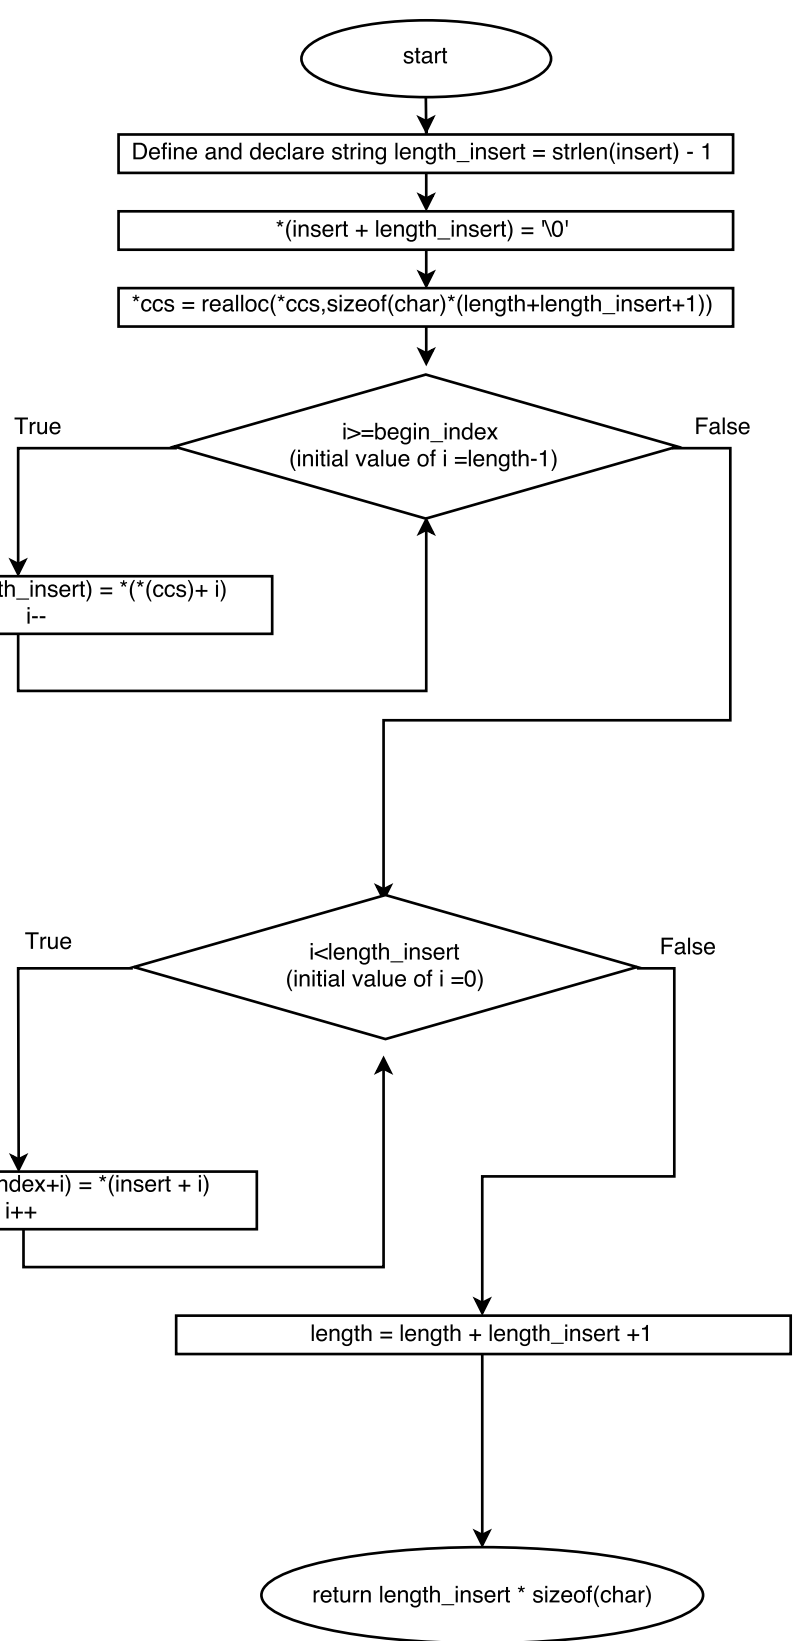 start
Define and declare string length_insert = strlen(insert) - 1
*(insert + length_insert) = '\0'
*ccs = realloc(*ccs,sizeof(char)*(length+length_insert+1))
True
False
i>=begin_index
(initial value of i =length-1)
= *(*(ccs)+ i)
i--
True
False
i<length_insert
(initial value of i =0)
= *(insert + i)
i++
length = length + length_insert +1
return length_insert * sizeof(char)